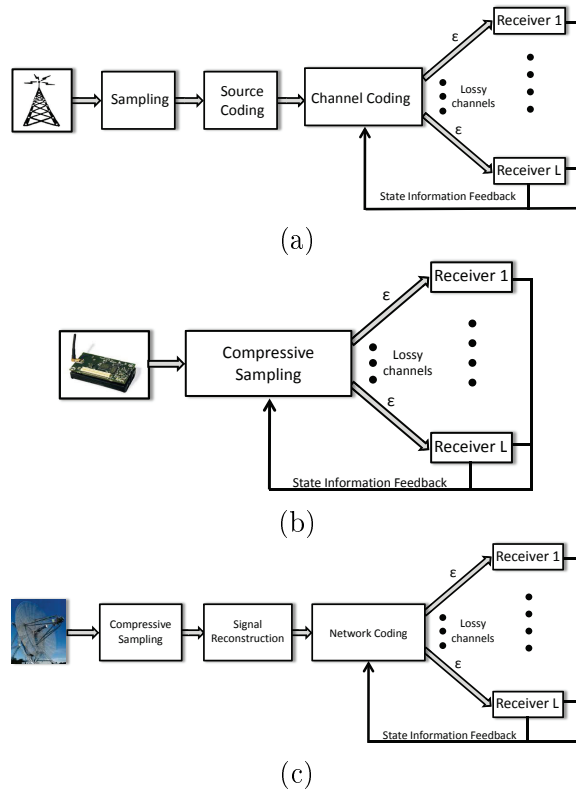 ε
Receiver 1
Sampling
Source
Coding
Channel Coding
Lossy
channels
ε
Receiver L
State Information Feedback
(a)
ε
Receiver 1
Compressive
Sampling
Lossy
channels
ε
Receiver L
State Information Feedback
(b)
ε
Receiver 1
Compressive
Sampling
Signal
Reconstruction
Network Coding
Lossy
channels
ε
Receiver L
State Information Feedback
(c)